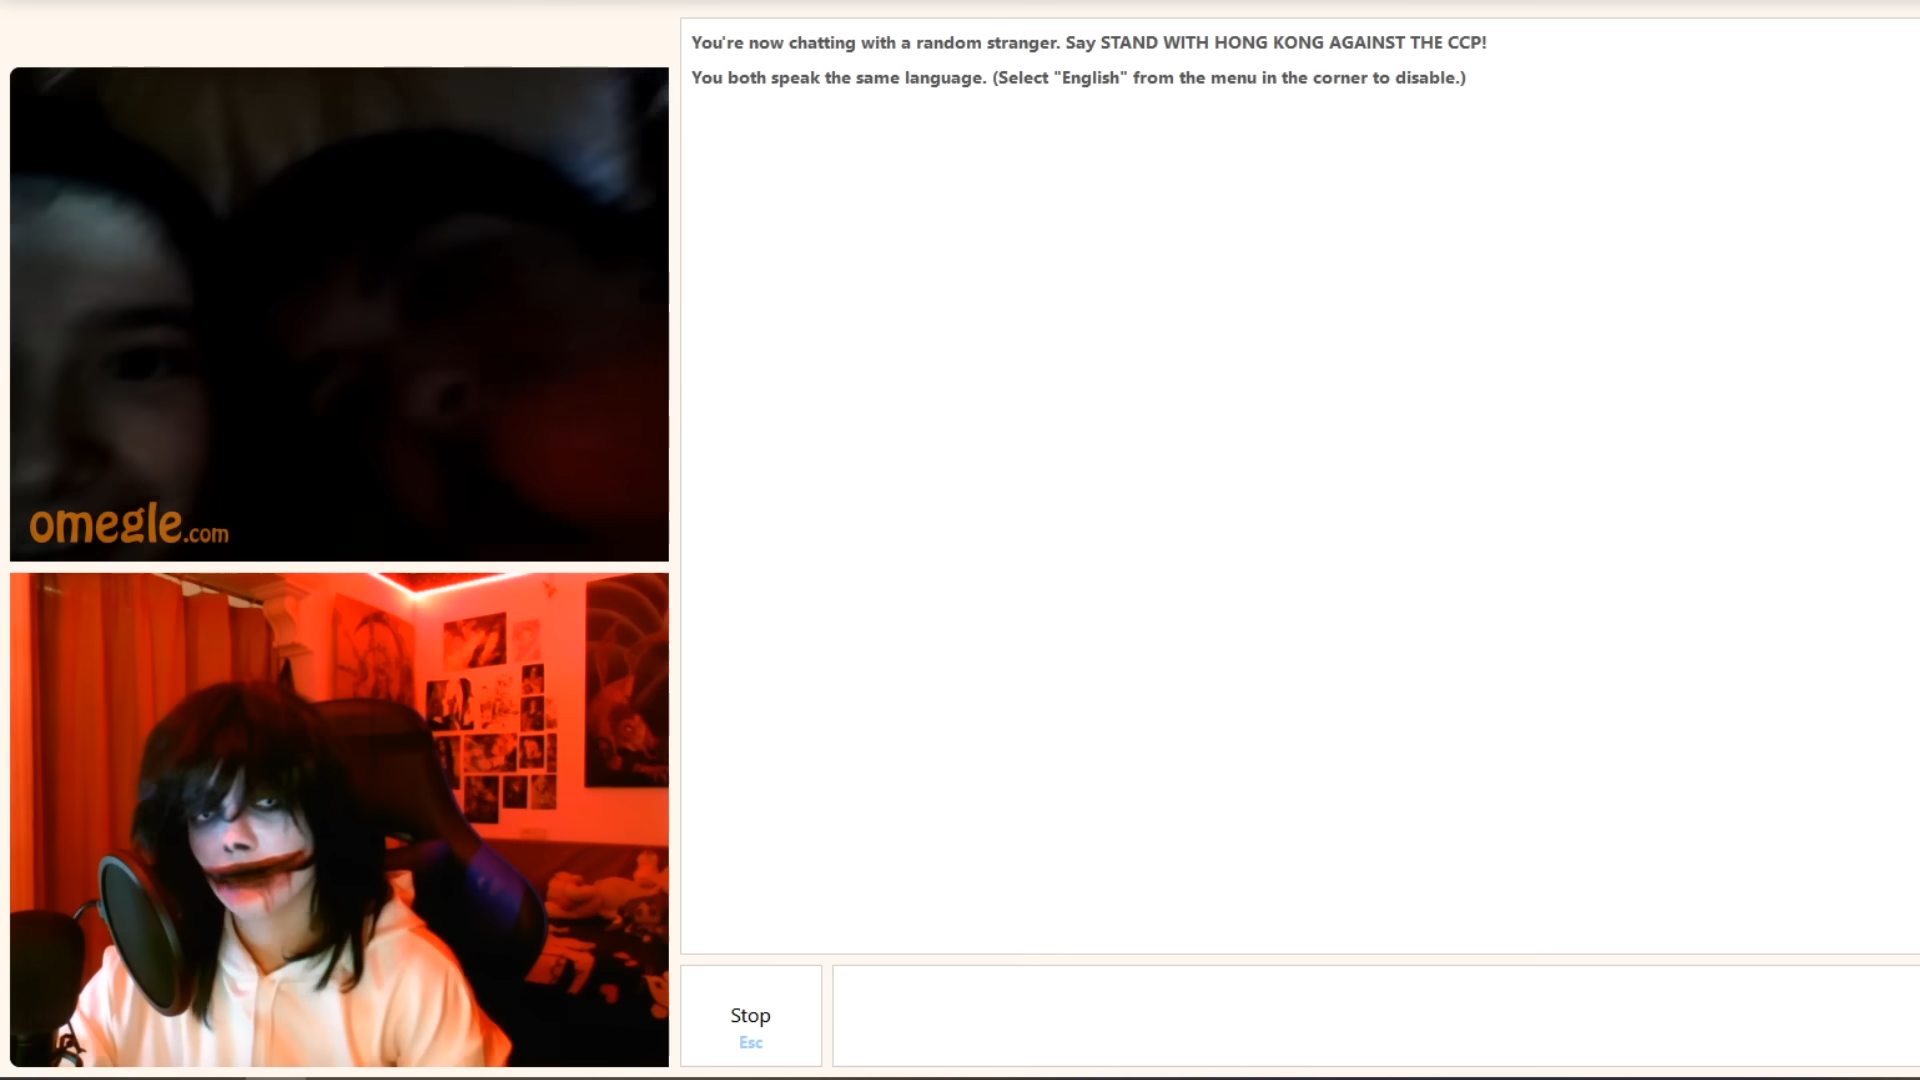 You're now chatting with a random stranger. Say STAND WITH HONG KONG AGAINST THE CCP!
You both speak the same language. (Select "English" from the menu in the corner to disable.)
omegle.com
Stop
Esc